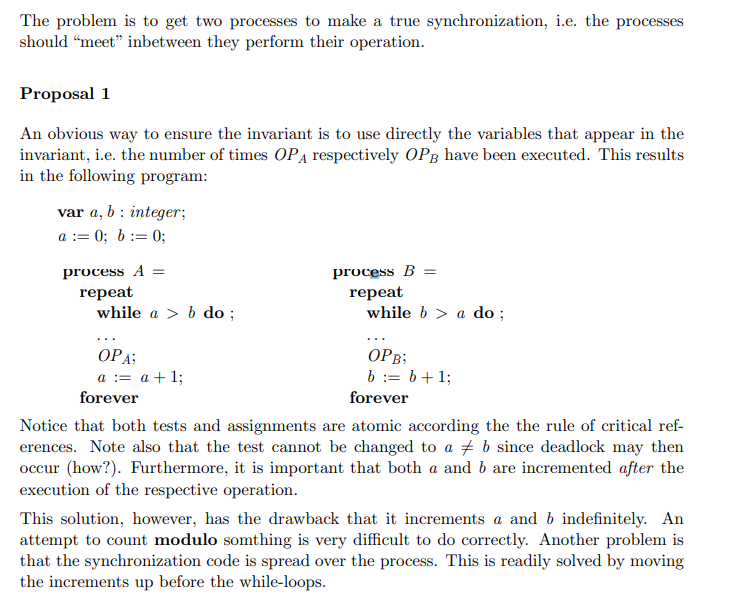 The problem is to get two processes to make a true synchronization, i.e. the processes
should “meet” inbetween they perform their operation.
Proposal 1
An obvious way to ensure the invariant is to use directly the variables that appear in the
invariant, i.e. the number of times OP_A respectively OP_B have been executed. This results
in the following program:
var a, b : integer;
a := 0; b := 0;
process A =
repeat
while a > b do ;
...
OP_A;
a := a + 1;
forever
process B =
repeat
while b > a do ;
...
OP_B;
b := b + 1;
forever
Notice that both tests and assignments are atomic according the the rule of critical ref-
erences. Note also that the test cannot be changed to a ≠ b since deadlock may then
occur (how?). Furthermore, it is important that both a and b are incremented after the
execution of the respective operation.
This solution, however, has the drawback that it increments a and b indefinitely. An
attempt to count modulo somthing is very difficult to do correctly. Another problem is
that the synchronization code is spread over the process. This is readily solved by moving
the increments up before the while-loops.